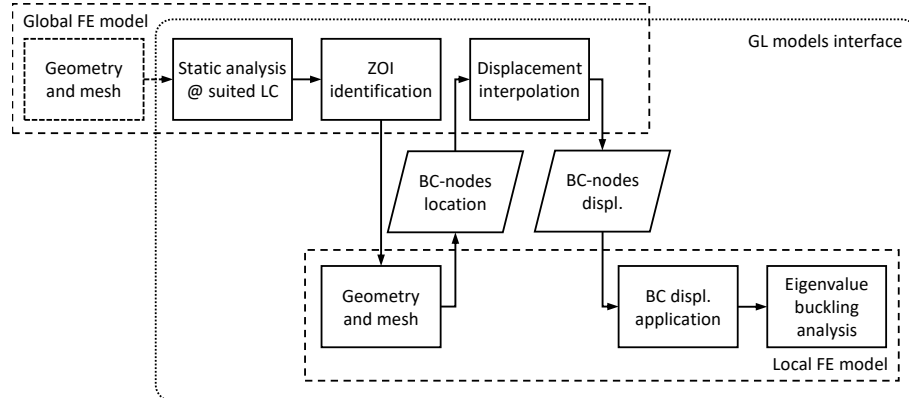 Global FE model
GL models interface
Geometry
and mesh
Static analysis
@ suited LC
ZOI
identification
Displacement
interpolation
BC-nodes
location
BC-nodes
displ.
Geometry
and mesh
BC displ.
application
Eigenvalue
buckling
analysis
Local FE model